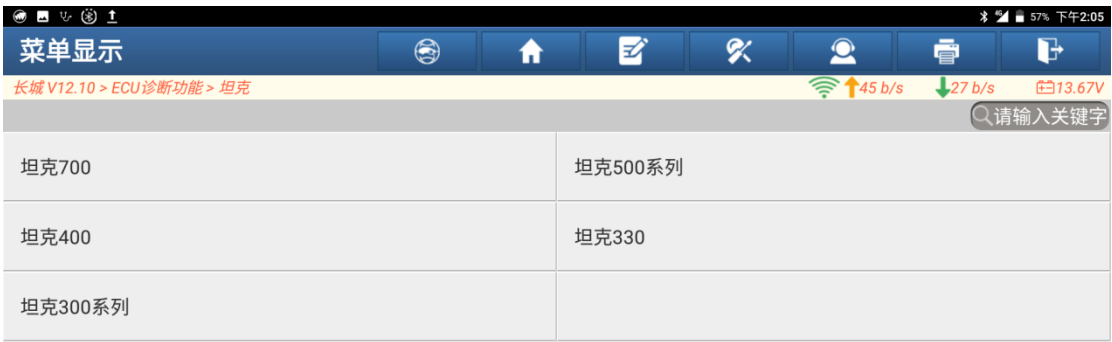 57% 下午2:05
菜单显示
长城 V12.10 > ECU诊断功能 > 坦克 45 b/s 27 b/s 13.67V
请输入关键字
坦克700 坦克500系列
坦克400 坦克330
坦克300系列